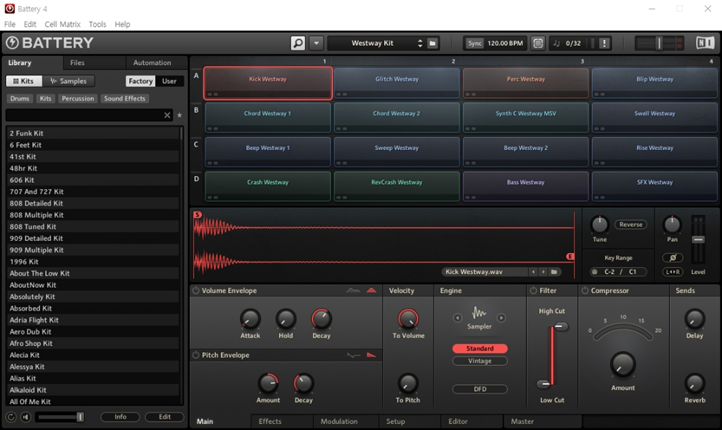 Battery 4
File Edit Cell Matrix Tools Help
BATTERY Westway Kit Sync 120.00 BPM 0/32
Library Files Automation
Kits Samples Factory User
Drums Kits Percussion Sound Effects
2 Funk Kit
6 Feet Kit
41st Kit
48hr Kit
606 Kit
707 And 727 Kit
808 Detailed Kit
808 Multiple Kit
808 Tuned Kit
909 Detailed Kit
909 Multiple Kit
1996 Kit
About The Low Kit
AboutNow Kit
Absolutely Kit
Absorbed Kit
Adria Flight Kit
Aero Dub Kit
Afro Shop Kit
Alecia Kit
Alessya Kit
Alias Kit
Alkaloid Kit
All Of Me Kit
Info Edit
1 2 3 4
A Kick Westway Glitch Westway Perc Westway Blip Westway
B Chord Westway 1 Chord Westway 2 Synth C Westway MSV Swell Westway
C Beep Westway 1 Sweep Westway Beep Westway 2 Rise Westway
D Crash Westway RevCrash Westway Bass Westway SFX Westway
S
E
Kick Westway.wav
Tune Reverse
Key Range
C-2 / C1
Pan
L R Level
Volume Envelope
Attack Hold Decay
Pitch Envelope
Amount Decay
Velocity
To Volume
To Pitch
Engine
Sampler
Standard
Vintage
DFD
Filter
High Cut
Low Cut
Compressor
0 5 10 15 20
Amount
Sends
Delay
Reverb
Main Effects Modulation Setup Editor Master